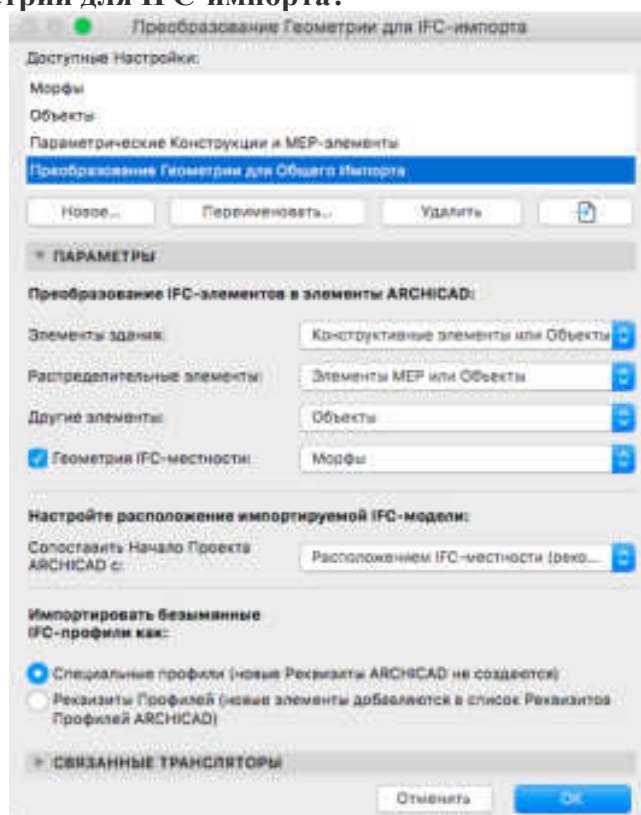 трии для IFC-импорта?
Преобразование Геометрии для IFC-импорта
Доступные Настройки:
Морфы
Объекты
Параметрические Конструкции и MEP-элементы
Преобразование Геометрии для Общего Импорта
Новое... Переименовать... Удалить
ПАРАМЕТРЫ
Преобразование IFC-элементов в элементы ARCHICAD:
Элементы здания: Конструктивные элементы или Объекты
Распределительные элементы: Элементы MEP или Объекты
Другие элементы: Объекты
Геометрия IFC-местности: Морфы
Настройте расположение импортируемой IFC-модели:
Сопоставить Начало Проекта
ARCHICAD с: Расположением IFC-местности (реко...
Импортировать безымянные
IFC-профили как:
Специальные профили (новые Реквизиты ARCHICAD не создаются)
Реквизиты Профилей (новые элементы добавляются в список Реквизитов
Профилей ARCHICAD)
СВЯЗАННЫЕ ТРАНСЛЯТОРЫ
Отменить OK